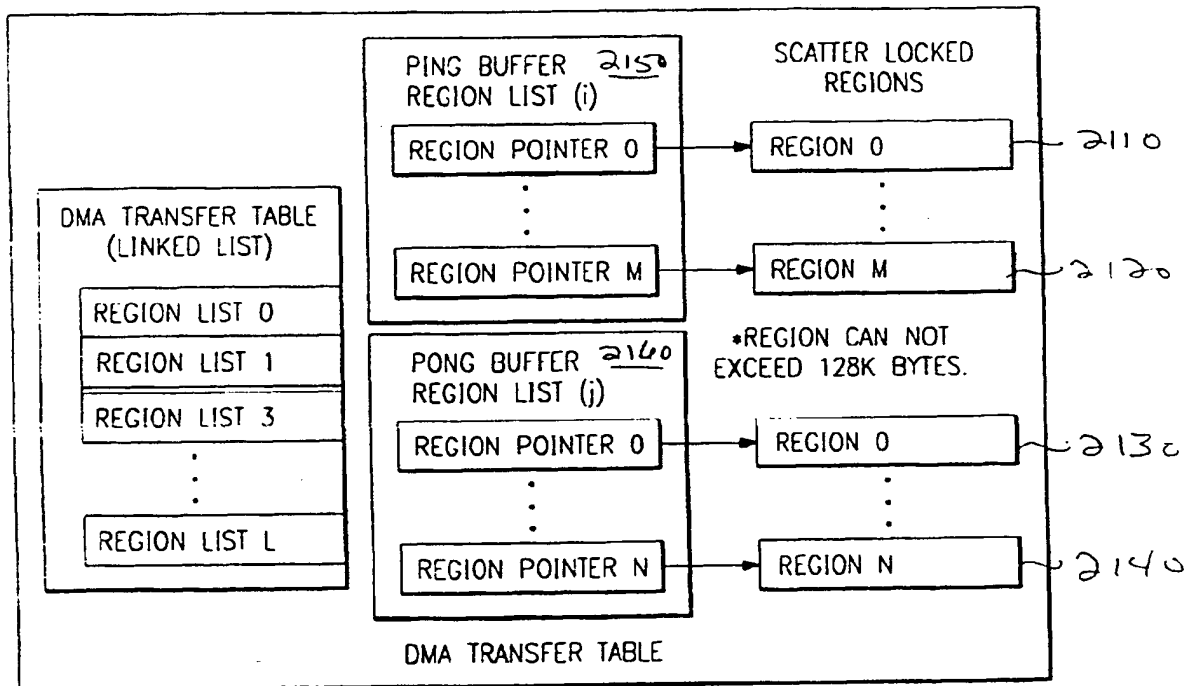 PING BUFFER 2150
REGION LIST (i)
REGION POINTER 0
REGION POINTER M
SCATTER LOCKED
REGIONS
REGION 0
2110
REGION M
2120
DMA TRANSFER TABLE
(LINKED LIST)
REGION LIST 0
REGION LIST 1
REGION LIST 3
REGION LIST L
*REGION CAN NOT
EXCEED 128K BYTES.
PONG BUFFER 2160
REGION LIST (j)
REGION POINTER 0
REGION POINTER N
REGION 0
2130
REGION N
2140
DMA TRANSFER TABLE